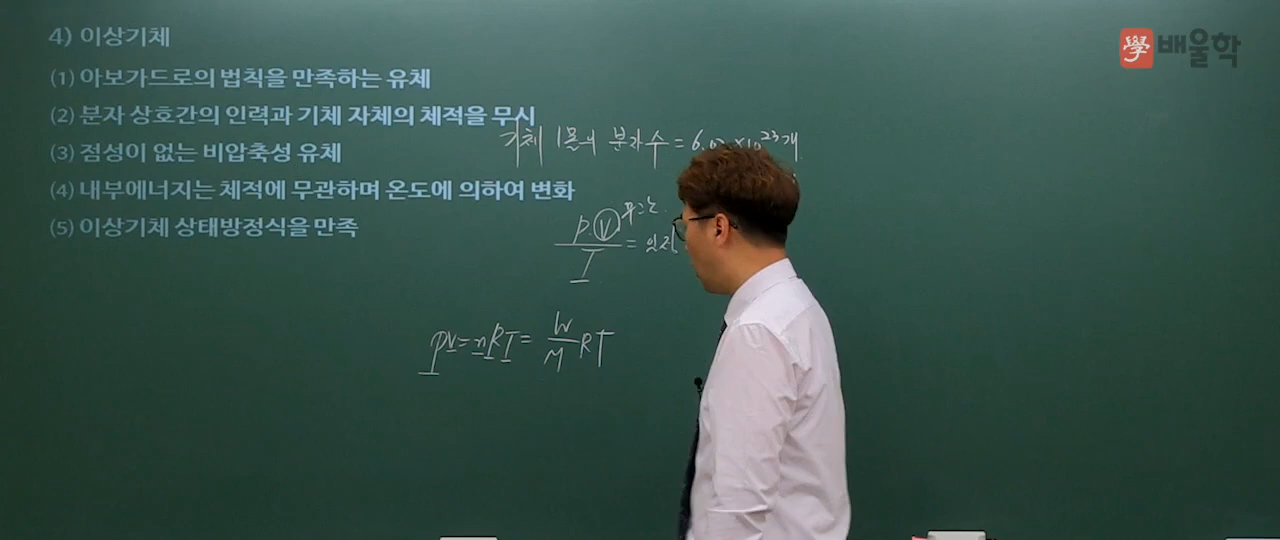 4) 이상기체
學 배울학
(1) 아보가드로의 법칙을 만족하는 유체
(2) 분자 상호간의 인력과 기체 자체의 체적을 무시
기체 1몰의 분자수 = 6.02×10^23개
(3) 점성이 없는 비압축성 유체
(4) 내부에너지는 체적에 무관하며 온도에 의하여 변화
(5) 이상기체 상태방정식을 만족
P.V/T =
PV=nRT= W/M RT